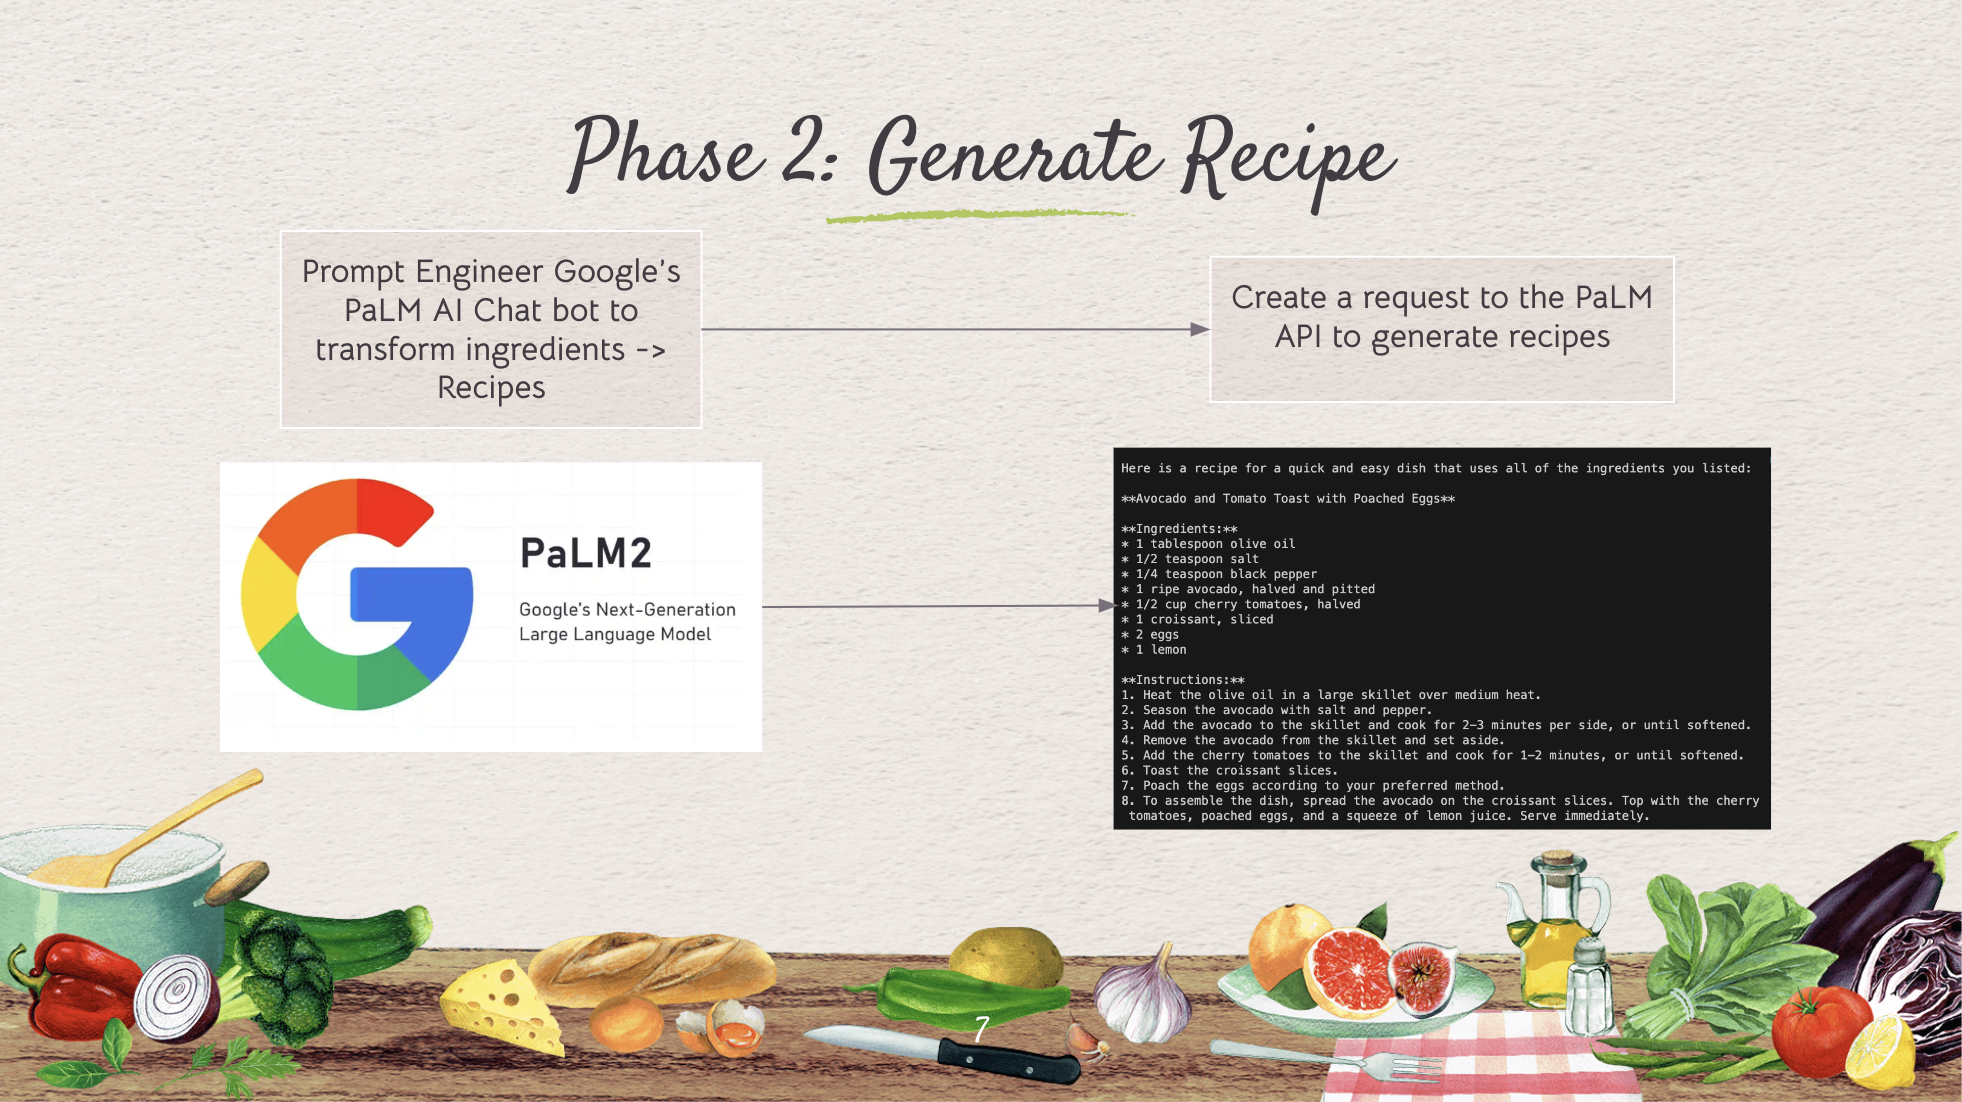 Phase 2: Generate Recipe
Prompt Engineer Google's
PaLM AI Chat bot to
transform ingredients ->
Recipes
Create a request to the PaLM
API to generate recipes
PaLM2
Google's Next-Generation
Large Language Model
Here is a recipe for a quick and easy dish that uses all of the ingredients you listed:
**Avocado and Tomato Toast with Poached Eggs**
**Ingredients:**
* 1 tablespoon olive oil
* 1/2 teaspoon salt
* 1/4 teaspoon black pepper
* 1 ripe avocado, halved and pitted
* 1/2 cup cherry tomatoes, halved
* 1 croissant, sliced
* 2 eggs
* 1 lemon
**Instructions:**
1. Heat the olive oil in a large skillet over medium heat.
2. Season the avocado with salt and pepper.
3. Add the avocado to the skillet and cook for 2-3 minutes per side, or until softened.
4. Remove the avocado from the skillet and set aside.
5. Add the cherry tomatoes to the skillet and cook for 1-2 minutes, or until softened.
6. Toast the croissant slices.
7. Poach the eggs according to your preferred method.
8. To assemble the dish, spread the avocado on the croissant slices. Top with the cherry
tomatoes, poached eggs, and a squeeze of lemon juice. Serve immediately.
7